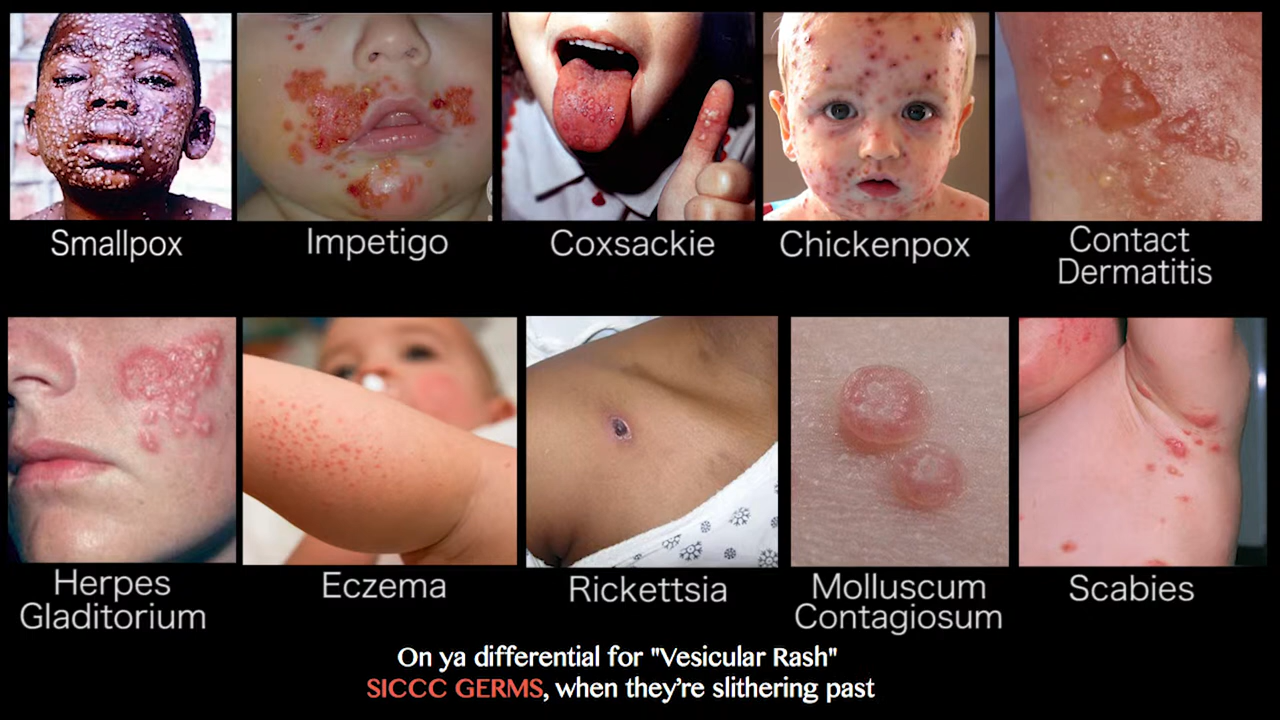 Smallpox
Impetigo
Coxsackie
Chickenpox
Contact
Dermatitis
Herpes
Gladitorium
Eczema
Rickettsia
Molluscum
Contagiosum
Scabies
On ya differential for "Vesicular Rash"
SICCC GERMS, when they're slithering past